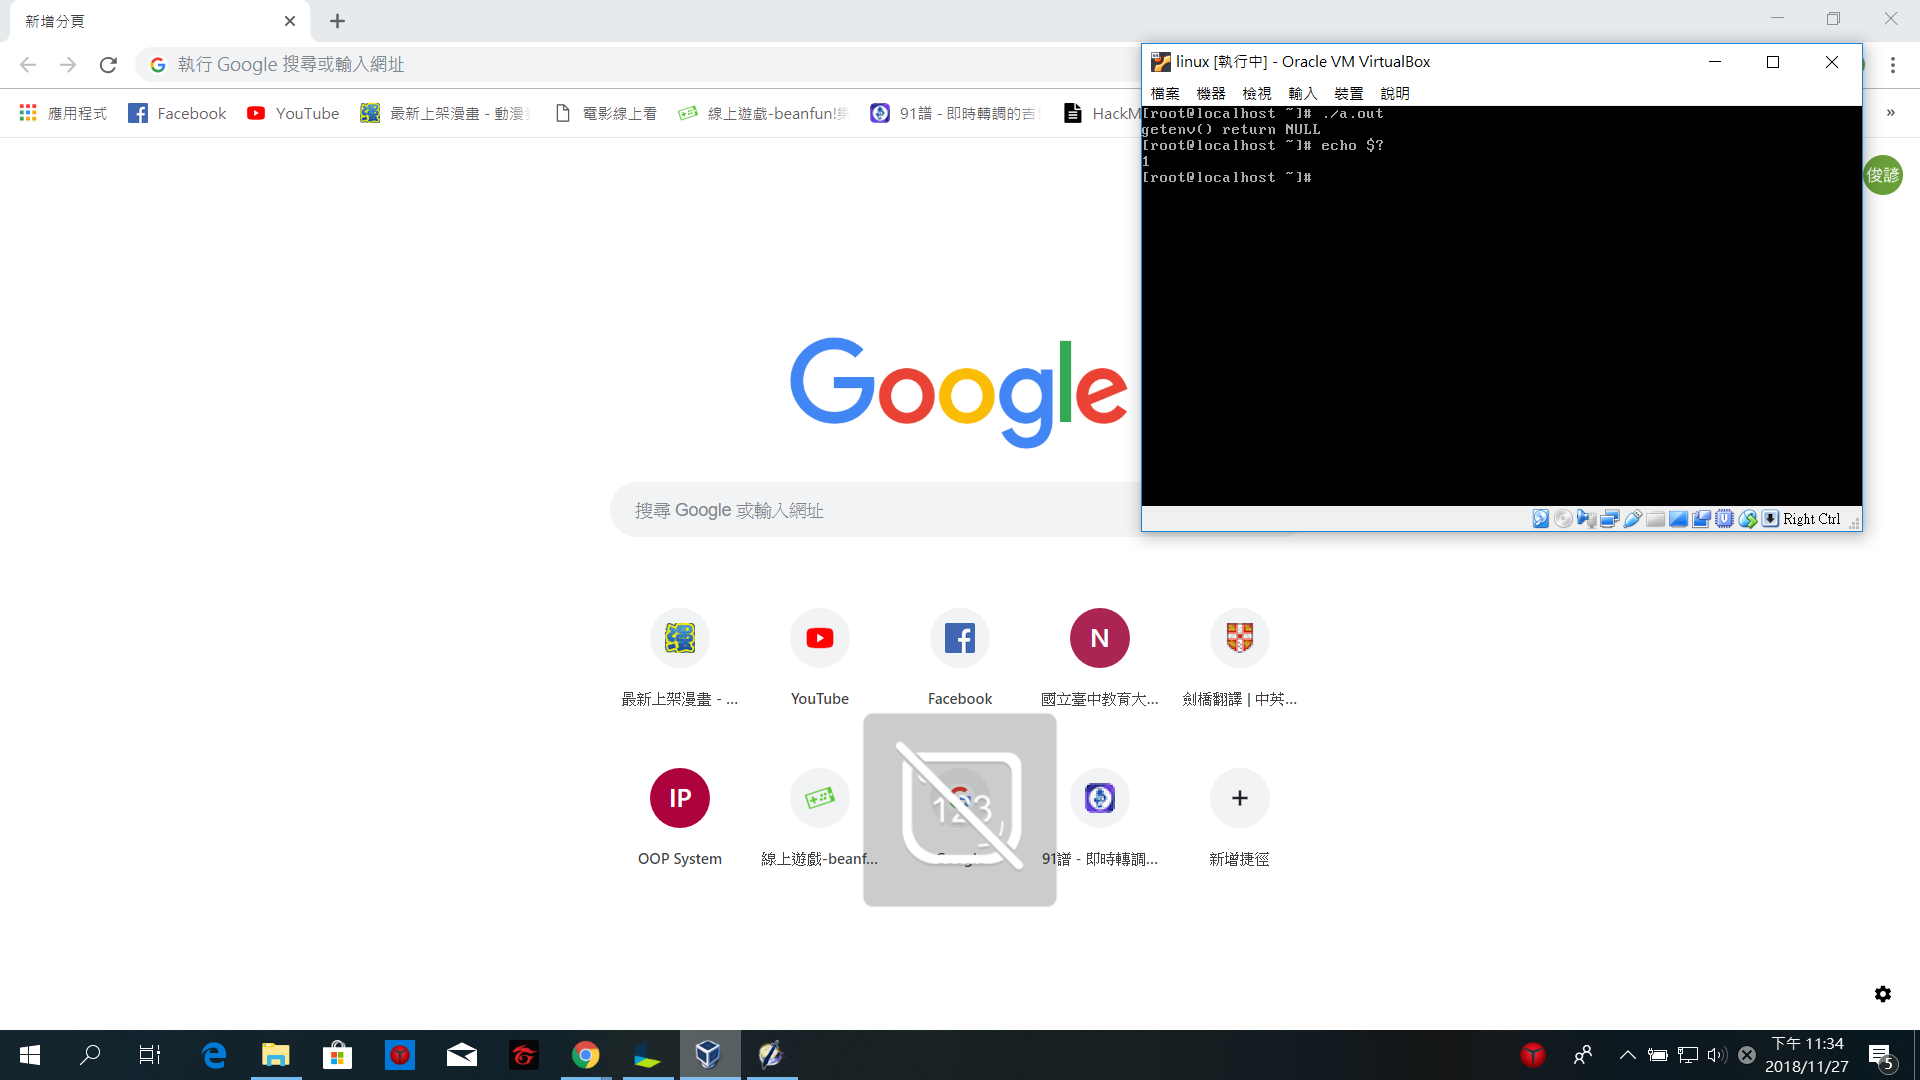 新增分頁
執行 Google 搜尋或輸入網址
應用程式
Facebook
YouTube
最新上架漫畫 - 動漫
電影線上看
線上遊戲-beanfun!
91譜 - 即時轉調的吉
HackM
»
linux [執行中] - Oracle VM VirtualBox
檔案 機器 檢視 輸入 裝置 說明
[root@localhost ~]# ./a.out
getenv() return NULL
[root@localhost ~]# echo $?
1
[root@localhost ~]#
Right Ctrl
俊諺
Google
搜尋 Google 或輸入網址
N
最新上架漫畫 - ...
YouTube
Facebook
國立臺中教育大...
劍橋翻譯 | 中英...
IP
123
OOP System
線上遊戲-beanf...
Google
91譜 - 即時轉調...
新增捷徑
下午 11:34
2018/11/27
5